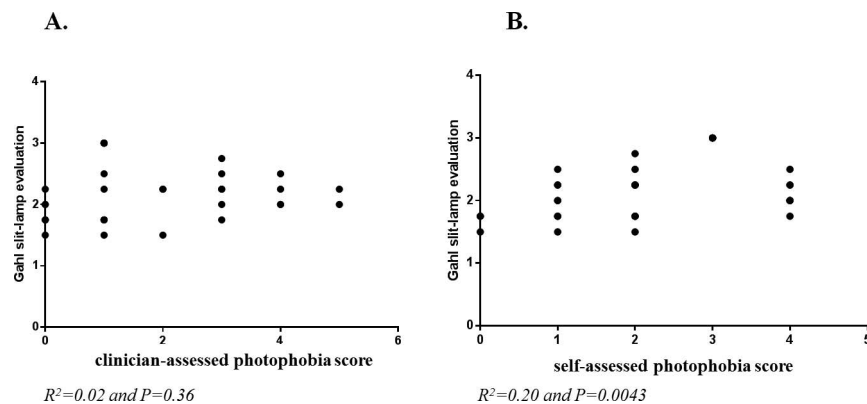 A.
B.
4
3
2
1
0
Gahl slit-lamp evaluation
0
2
4
6
clinician-assessed photophobia score
R²=0.02 and P=0.36
4
3
2
1
0
Gahl slit-lamp evaluation
0
1
2
3
4
5
self-assessed photophobia score
R²=0.20 and P=0.0043